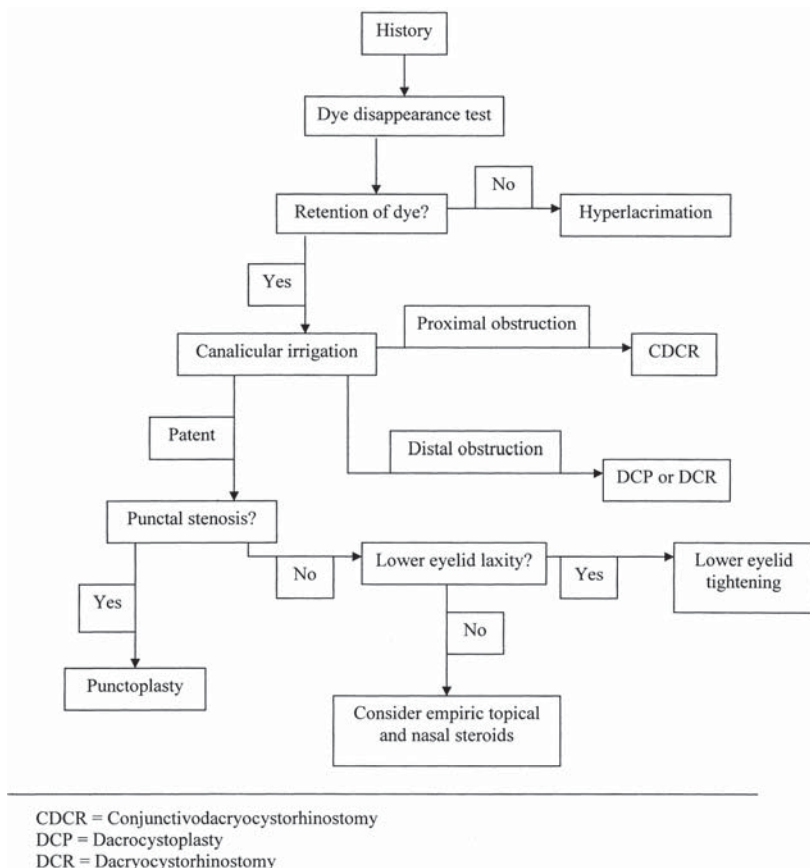 History
Dye disappearance test
Retention of dye?
No
Hyperlacrimation
Yes
Canalicular irrigation
Proximal obstruction
CDCR
Patent
Distal obstruction
DCP or DCR
Punctal stenosis?
No
Lower eyelid laxity?
Yes
Lower eyelid
tightening
Yes
No
Punctoplasty
Consider empiric topical
and nasal steroids
CDCR = Conjunctivodacryocystorhinostomy
DCP = Dacrocystoplasty
DCR = Dacryocystorhinostomy